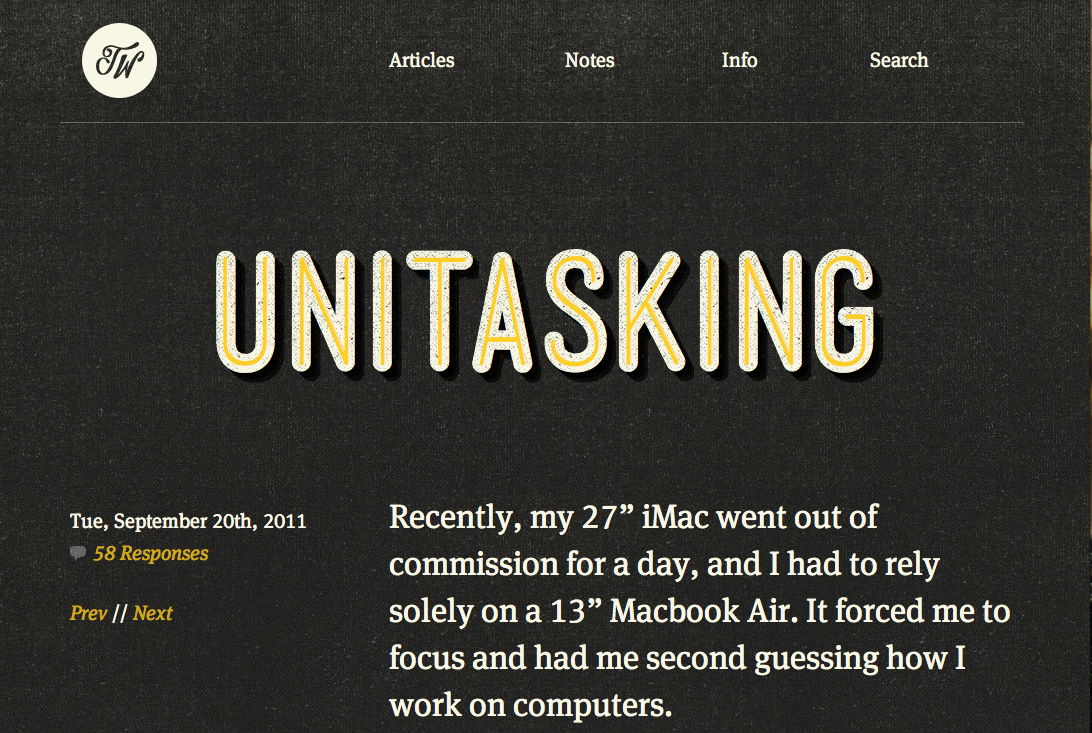 TW
Articles
Notes
Info
Search
UNITASKING
Tue, September 20th, 2011
58 Responses
Prev // Next
Recently, my 27” iMac went out of
commission for a day, and I had to rely
solely on a 13” Macbook Air. It forced me to
focus and had me second guessing how I
work on computers.